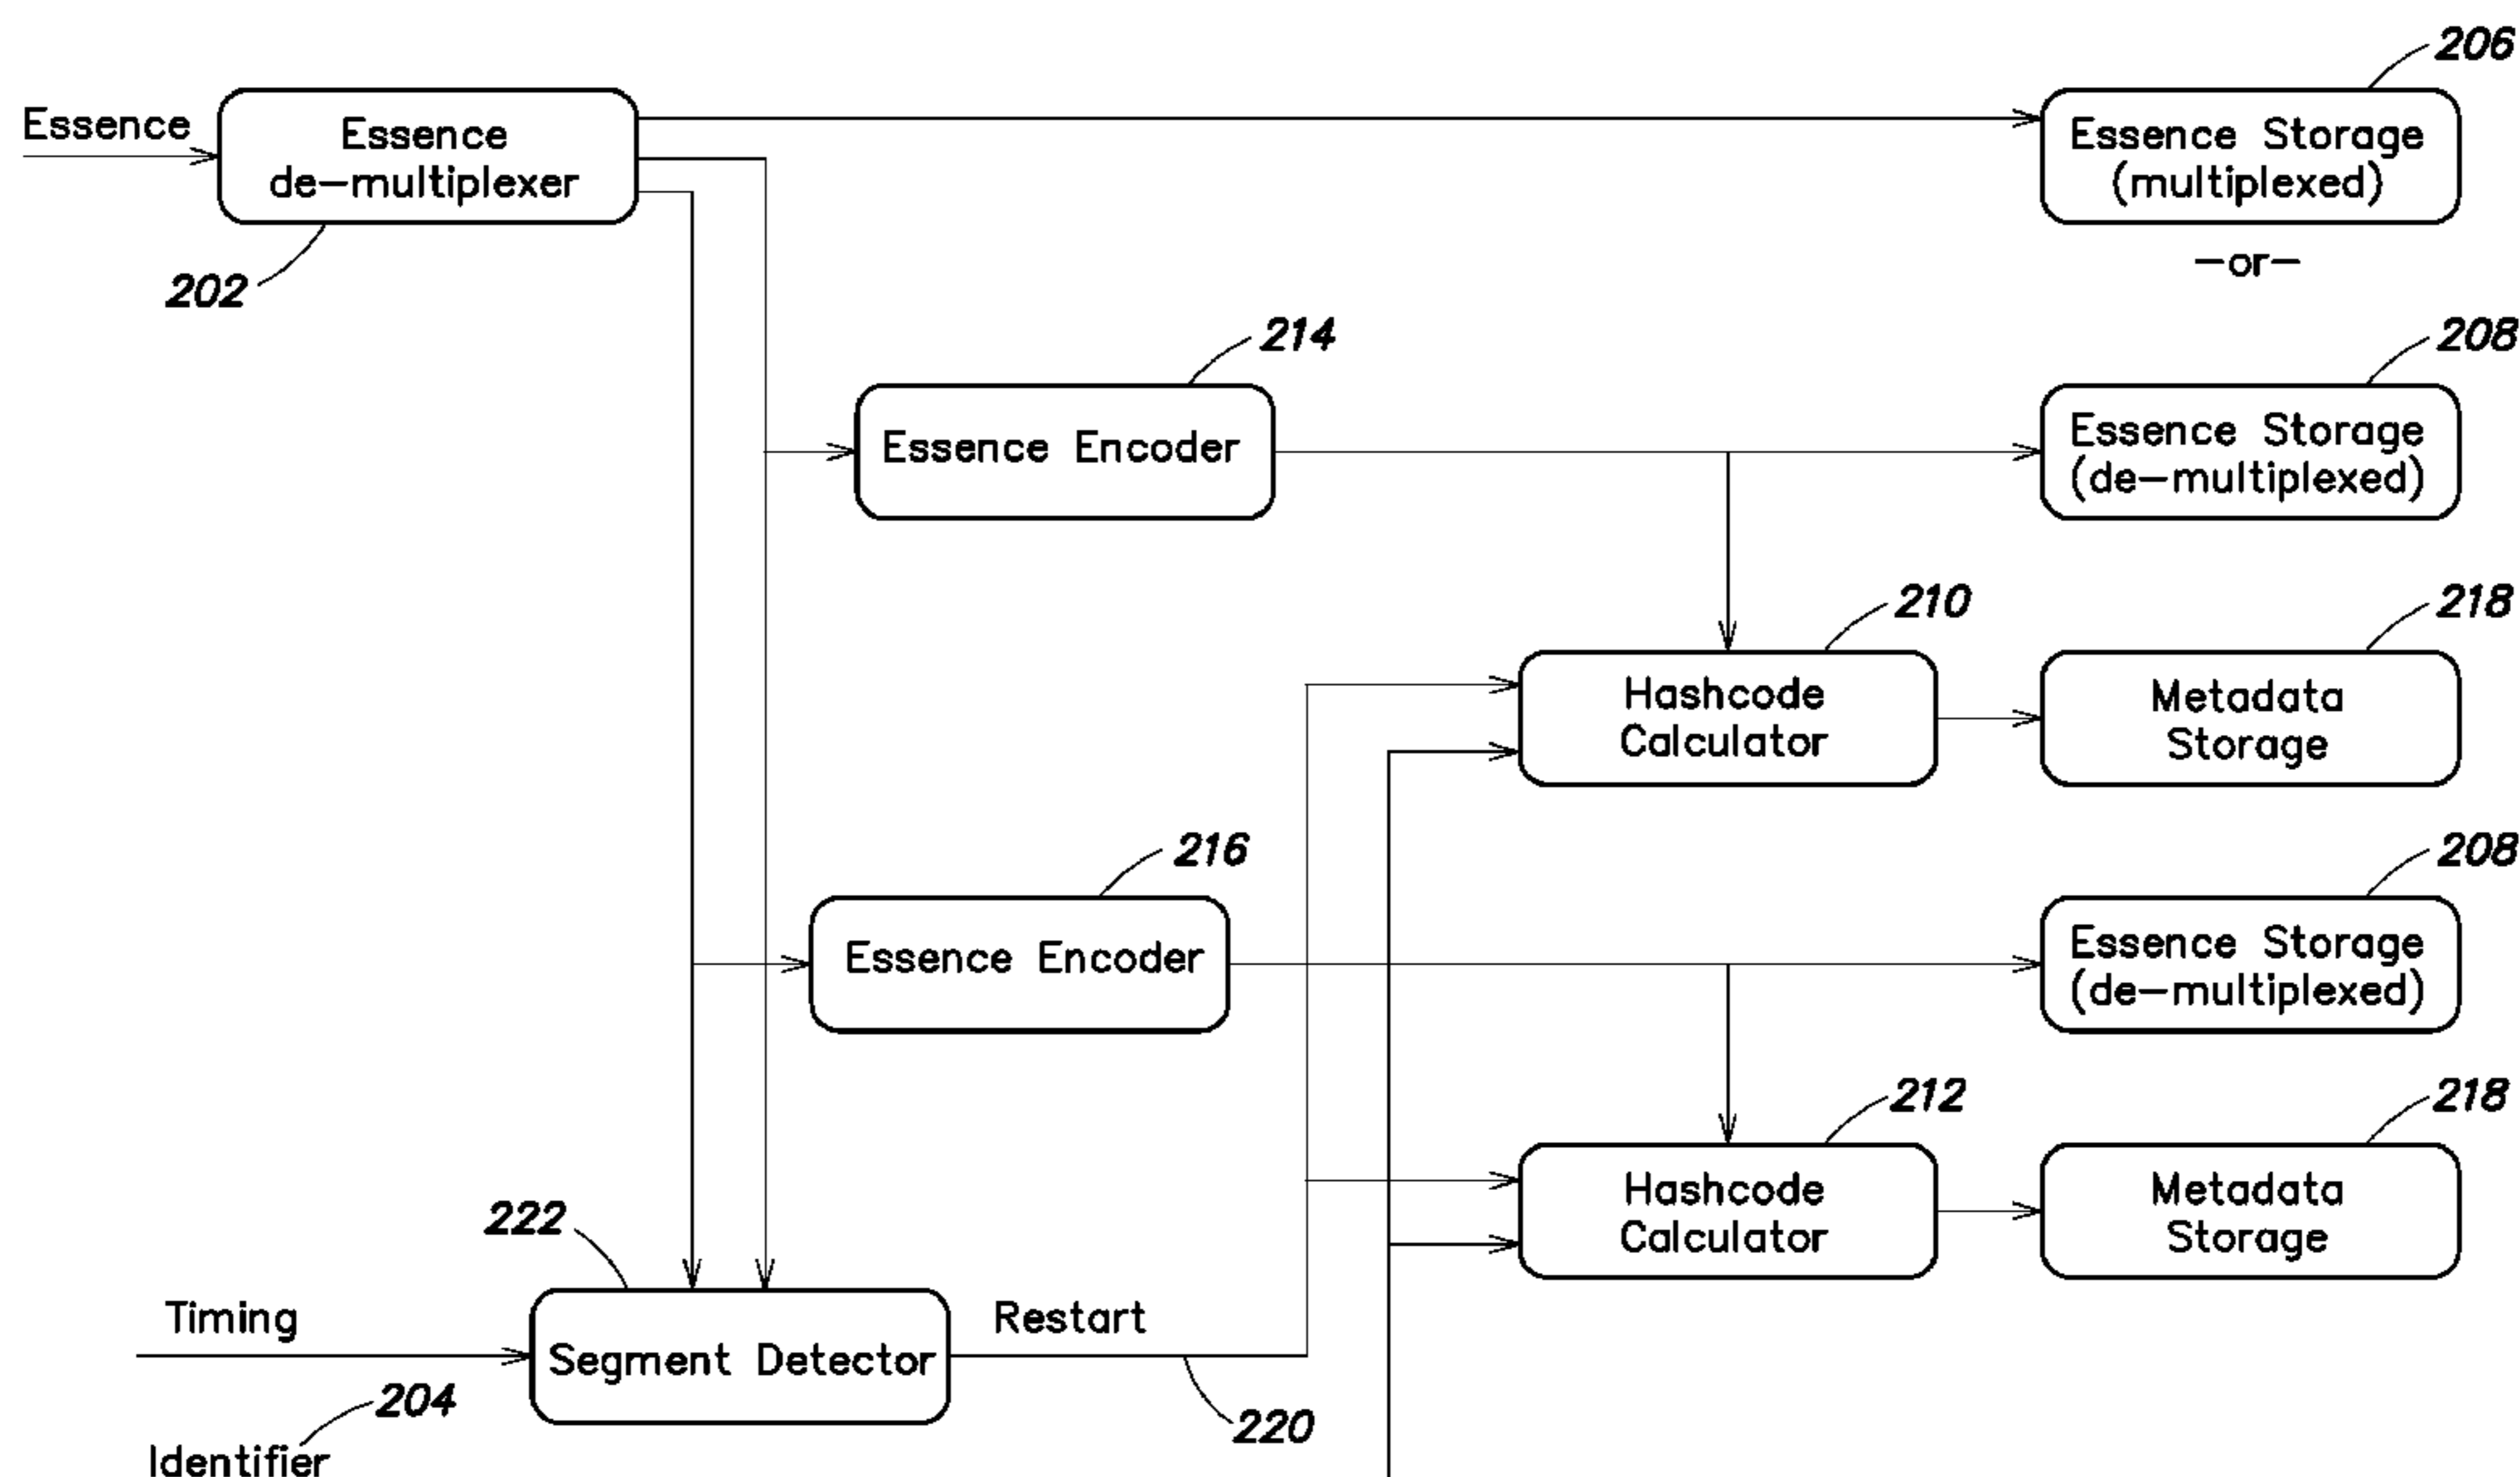 206
Essence
Essence
de-multiplexer
Essence Storage
(multiplexed)
202
-or-
214
208
Essence Encoder
Essence Storage
(de-multiplexed)
210
218
Hashcode
Calculator
Metadata
Storage
216
208
Essence Encoder
Essence Storage
(de-multiplexed)
212
218
Hashcode
Calculator
Metadata
Storage
222
Timing
Segment Detector
Restart
204
220
Identifier